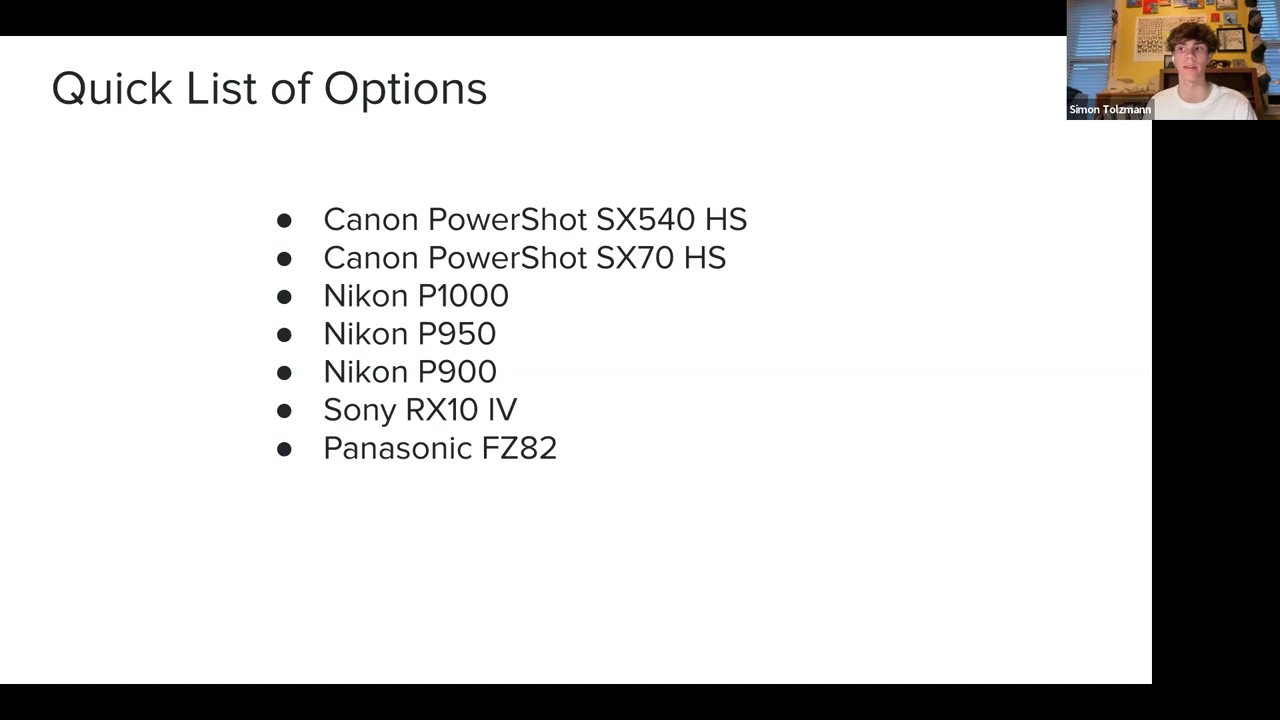 Simon Tolzmann
Quick List of Options
● Canon PowerShot SX540 HS
● Canon PowerShot SX70 HS
● Nikon P1000
● Nikon P950
● Nikon P900
● Sony RX10 IV
● Panasonic FZ82